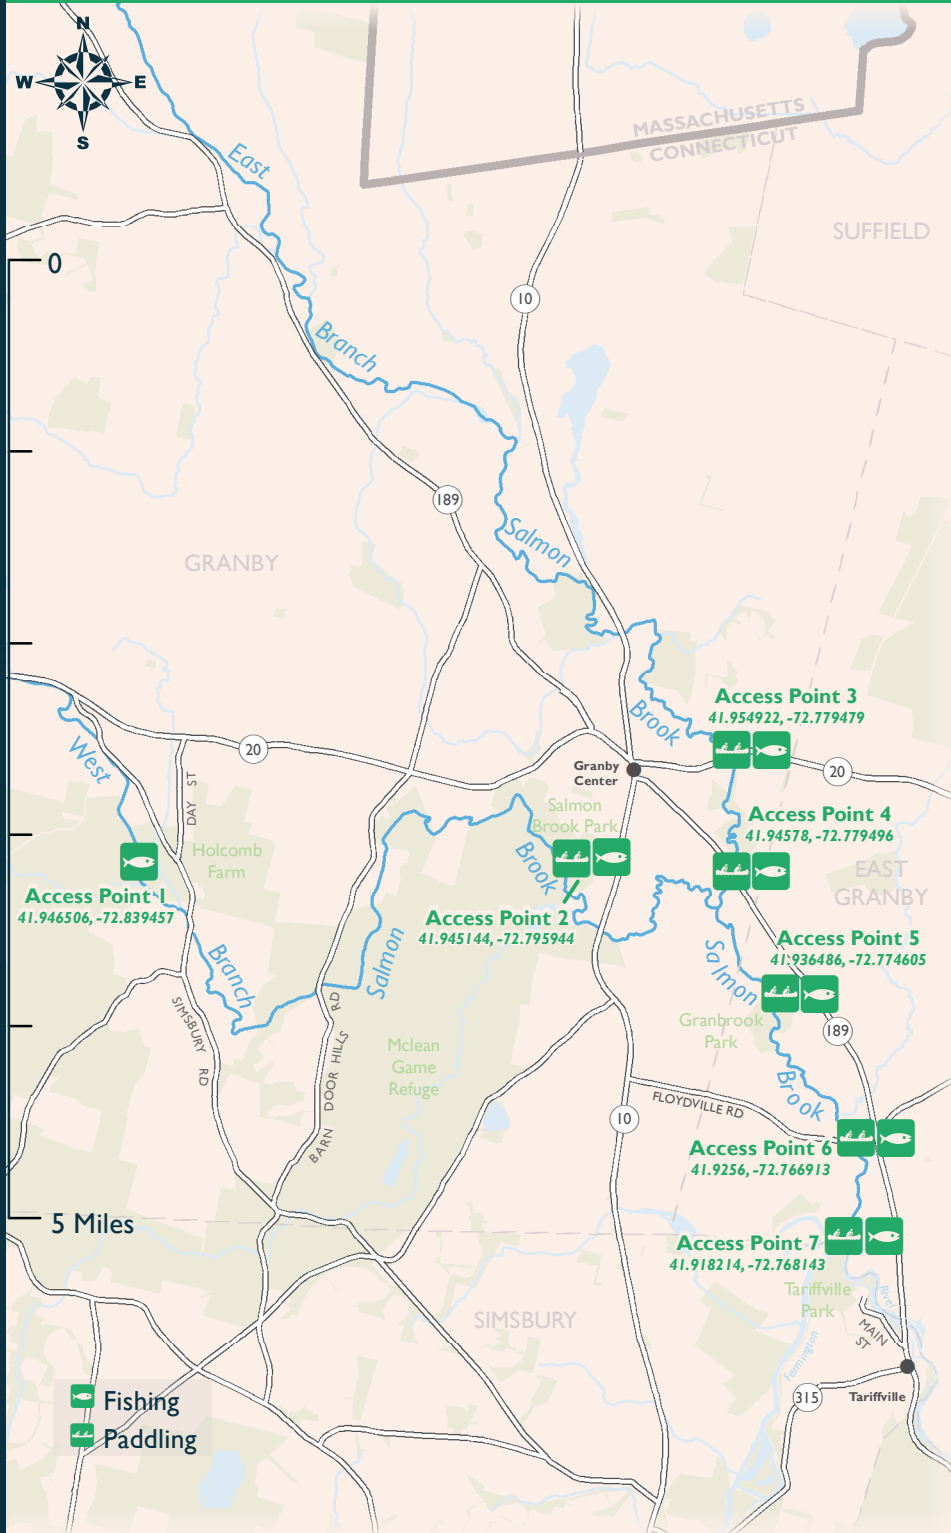 N
W
E
S
MASSACHUSETTS
CONNECTICUT
East
SUFFIELD
0
10
Branch
189
Salmon
GRANBY
Access Point 3
41.954922, -72.779479
Brook
West
20
Granby
Center
20
DAY ST
Salmon
Brook Park
Access Point 4
41.94578, -72.779496
Holcomb
Farm
Brook
EAST
GRANBY
Access Point 1
41.946506, -72.839457
Access Point 2
41.945144, -72.795944
Access Point 5
41.936486, -72.774605
Salmon
Salmon
Branch
SIMSBURY RD
BARN DOOR HILLS RD
Granbrook
Park
189
Mclean
Game
Refuge
Brook
FLOYDVILLE RD
10
Access Point 6
41.9256, -72.766913
5 Miles
Access Point 7
41.918214, -72.768143
Tariffville
Park
River
SIMSBURY
MAIN
ST
Farmington
315
Tariffville
Fishing
Paddling